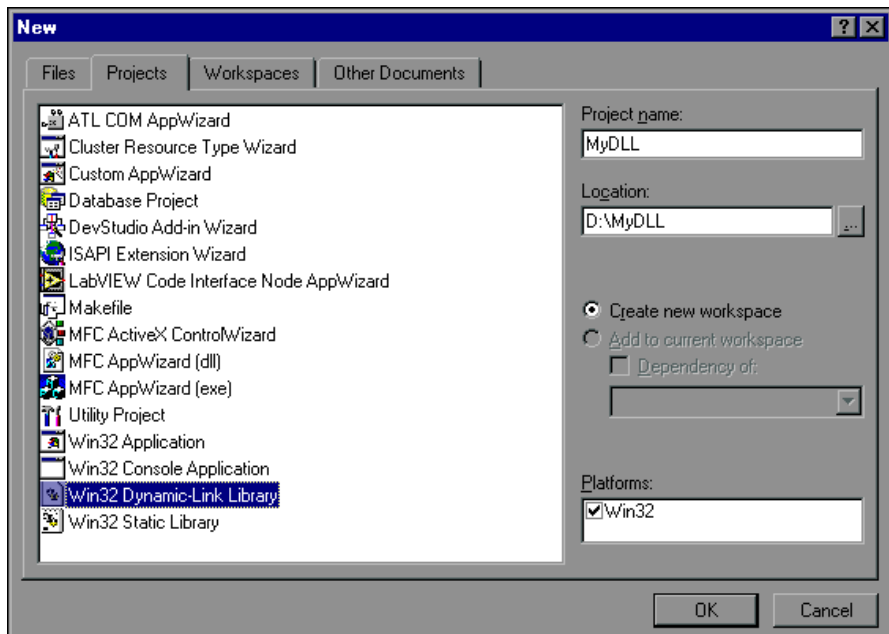 New
Files Projects Workspaces Other Documents
ATL COM AppWizard
Cluster Resource Type Wizard
Custom AppWizard
Database Project
DevStudio Add-in Wizard
ISAPI Extension Wizard
LabVIEW Code Interface Node AppWizard
Makefile
MFC ActiveX ControlWizard
MFC AppWizard (dll)
MFC AppWizard (exe)
Utility Project
Win32 Application
Win32 Console Application
Win32 Dynamic-Link Library
Win32 Static Library
Project name:
MyDLL
Location:
D:\MyDLL
...
Create new workspace
Add to current workspace
Dependency of:
Platforms:
Win32
OK Cancel